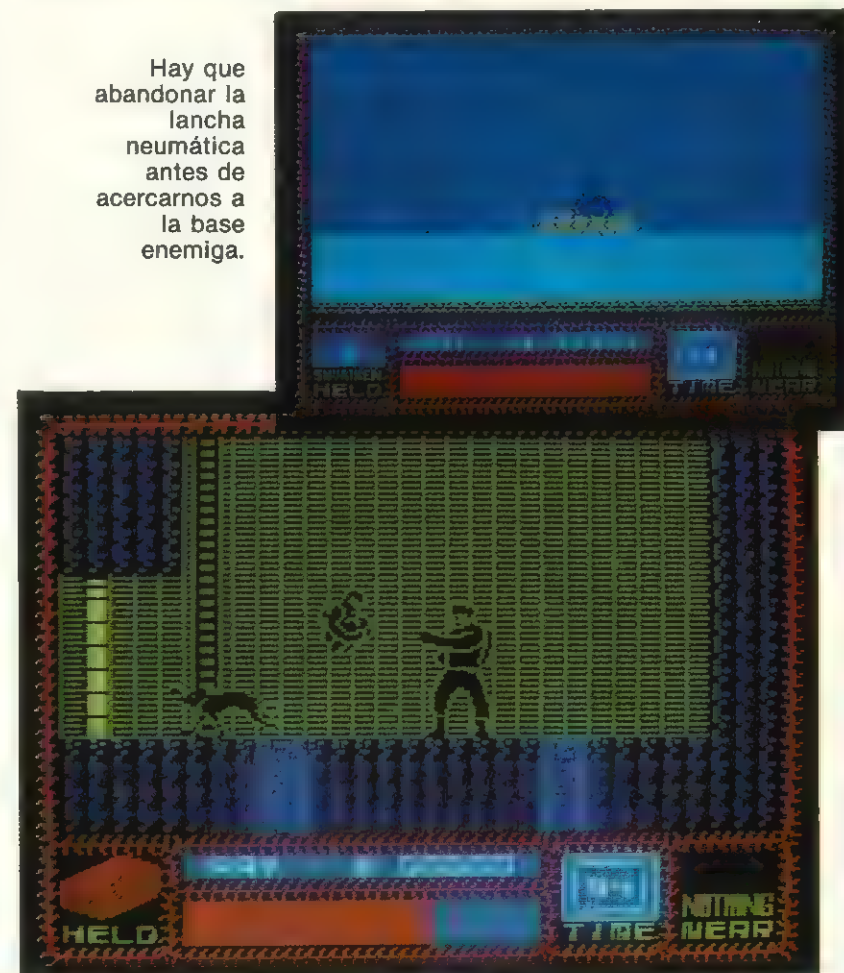 Hay que
abandonar la
lancha
neumática
antes de
acercarnos a
la base
enemiga.
HELD
TIME
NEAR
HELD
TIME
NOTHING
NEAR